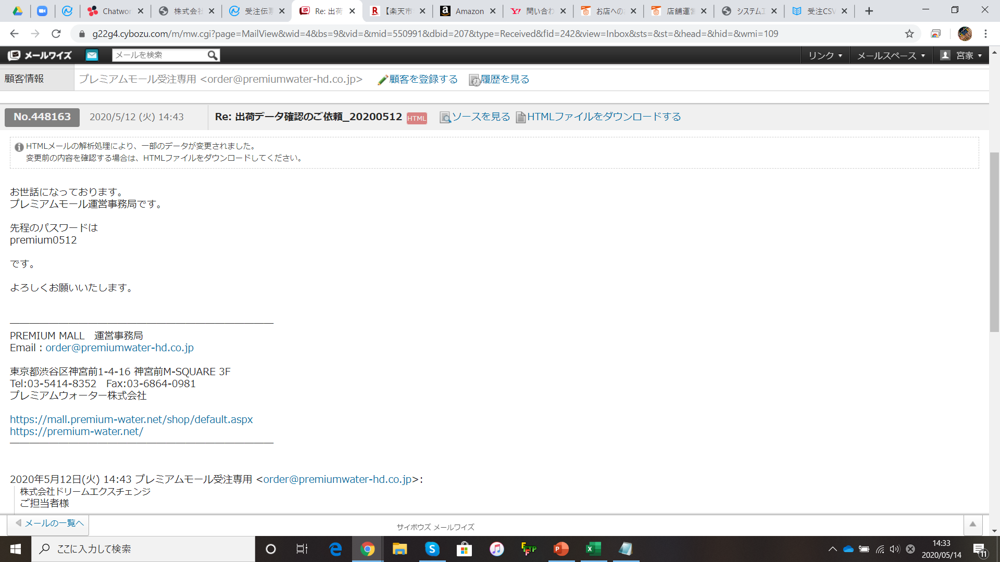 Chatwor
株式会社
受注伝票
Re: 出荷
【楽天市
Amazon
問い合わ
お店への
店舗運営
システムエ
受注CSV
g22g4.cybozu.com/m/mw.cgi?page=MailView&wid=4&bs=9&vid=&mid=550991&dbid=207&type=Received&fid=242&view=Inbox&sts=&st=&head=&hid=&wmi=109
メールワイズ
メールを検索
リンク ▼
メールスペース ▼
宮家 ▼
顧客情報
プレミアムモール受注専用 <order@premiumwater-hd.co.jp>
顧客を登録する
履歴を見る
No.448163
2020/5/12 (火) 14:43
Re: 出荷データ確認のご依頼_20200512
HTML
ソースを見る
HTMLファイルをダウンロードする
HTMLメールの解析処理により、一部のデータが変更されました。
変更前の内容を確認する場合は、HTMLファイルをダウンロードしてください。
お世話になっております。
プレミアムモール運営事務局です。
先程のパスワードは
premium0512
です。
よろしくお願いいたします。
PREMIUM MALL　運営事務局
Email : order@premiumwater-hd.co.jp
東京都渋谷区神宮前1-4-16 神宮前M-SQUARE 3F
Tel:03-5414-8352　Fax:03-6864-0981
プレミアムウォーター株式会社
https://mall.premium-water.net/shop/default.aspx
https://premium-water.net/
2020年5月12日(火) 14:43 プレミアムモール受注専用 <order@premiumwater-hd.co.jp>:
株式会社ドリームエクスチェンジ
ご担当者様
メールの一覧へ
サイボウズ メールワイズ
ここに入力して検索
14:33
2020/05/14
11